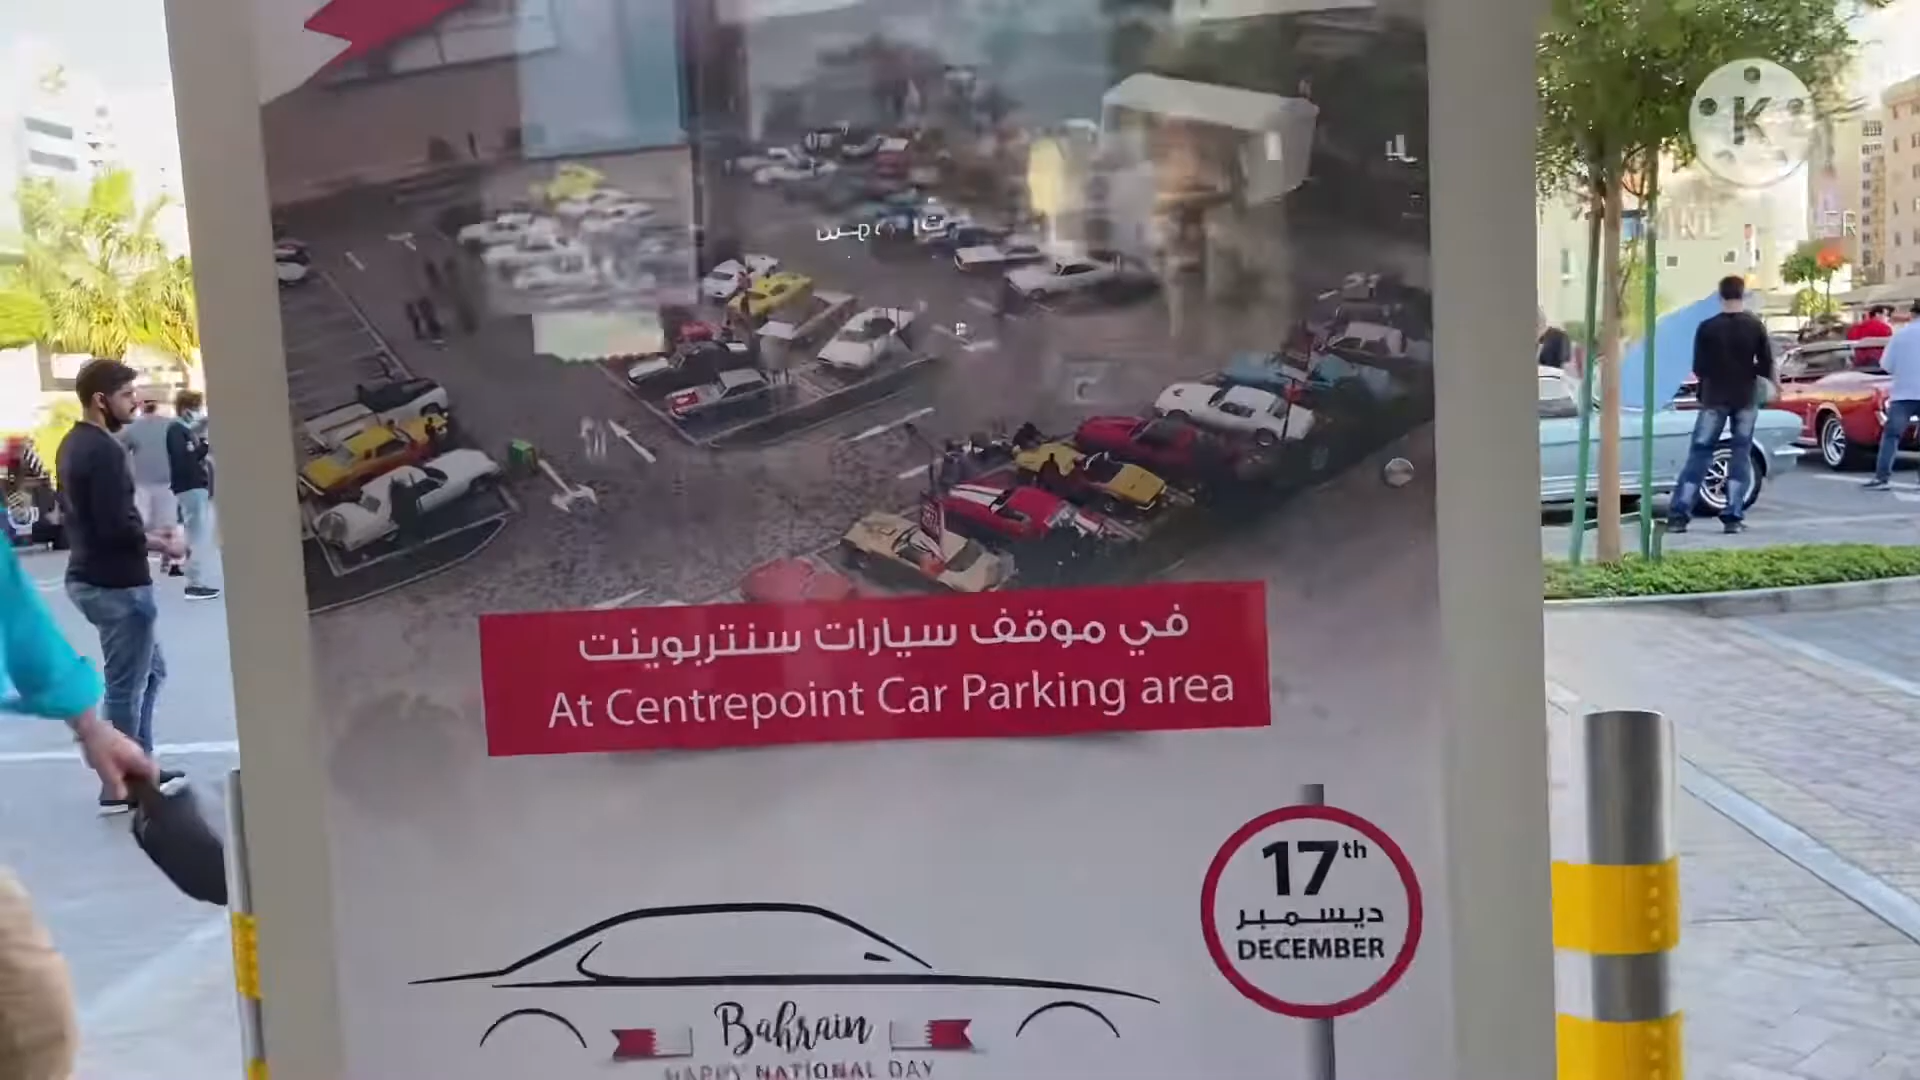 في موقف سيارات سنتربوينت
At Centrepoint Car Parking area
17th
ديسمبر
DECEMBER
Bahrain
HAPPY NATIONAL DAY
K